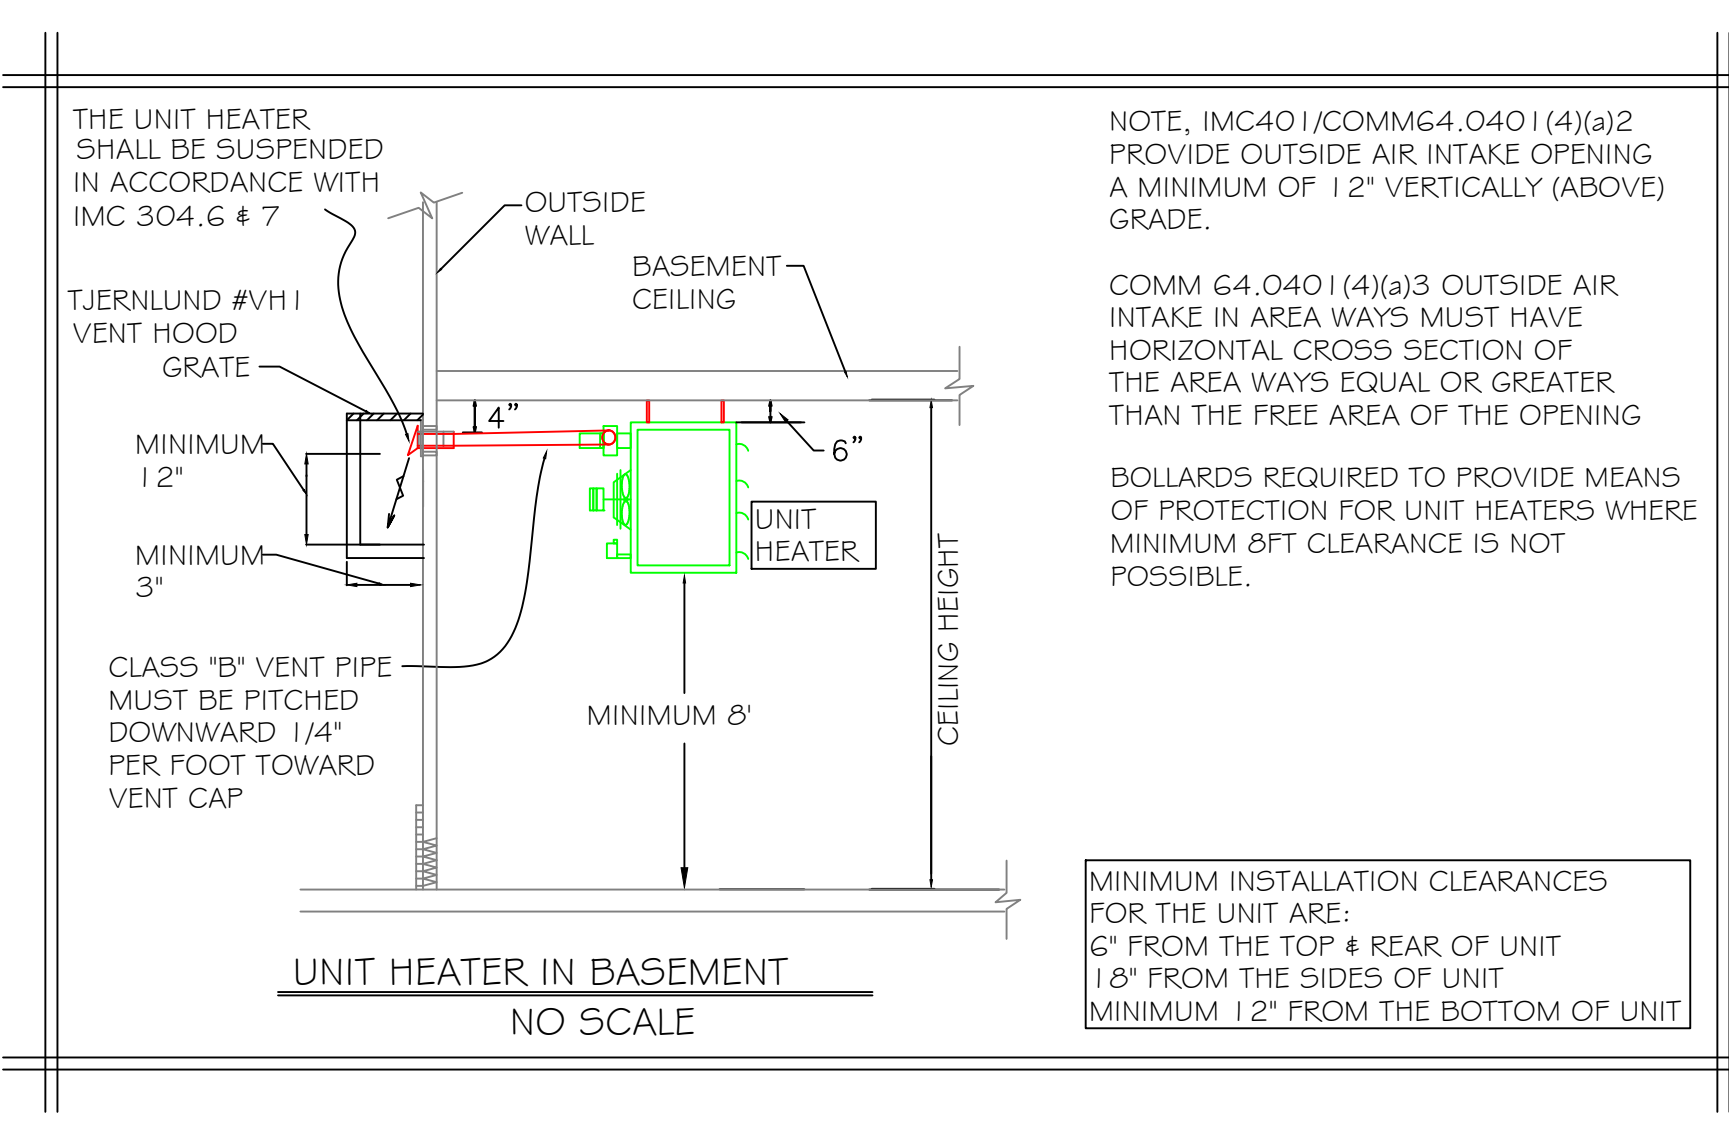 THE UNIT HEATER
SHALL BE SUSPENDED
IN ACCORDANCE WITH
IMC 304.6 & 7
OUTSIDE
WALL
BASEMENT
CEILING
TJERNLUND #VH1
VENT HOOD
GRATE
4"
6"
MINIMUM
12"
MINIMUM
3"
UNIT
HEATER
CEILING HEIGHT
CLASS "B" VENT PIPE
MUST BE PITCHED
DOWNWARD 1/4"
PER FOOT TOWARD
VENT CAP
MINIMUM 8'
UNIT HEATER IN BASEMENT
NO SCALE
NOTE, IMC401/COMM64.0401(4)(a)2
PROVIDE OUTSIDE AIR INTAKE OPENING
A MINIMUM OF 12" VERTICALLY (ABOVE)
GRADE.
COMM 64.0401(4)(a)3 OUTSIDE AIR
INTAKE IN AREA WAYS MUST HAVE
HORIZONTAL CROSS SECTION OF
THE AREA WAYS EQUAL OR GREATER
THAN THE FREE AREA OF THE OPENING
BOLLARDS REQUIRED TO PROVIDE MEANS
OF PROTECTION FOR UNIT HEATERS WHERE
MINIMUM 8FT CLEARANCE IS NOT
POSSIBLE.
MINIMUM INSTALLATION CLEARANCES
FOR THE UNIT ARE:
6" FROM THE TOP & REAR OF UNIT
18" FROM THE SIDES OF UNIT
MINIMUM 12" FROM THE BOTTOM OF UNIT